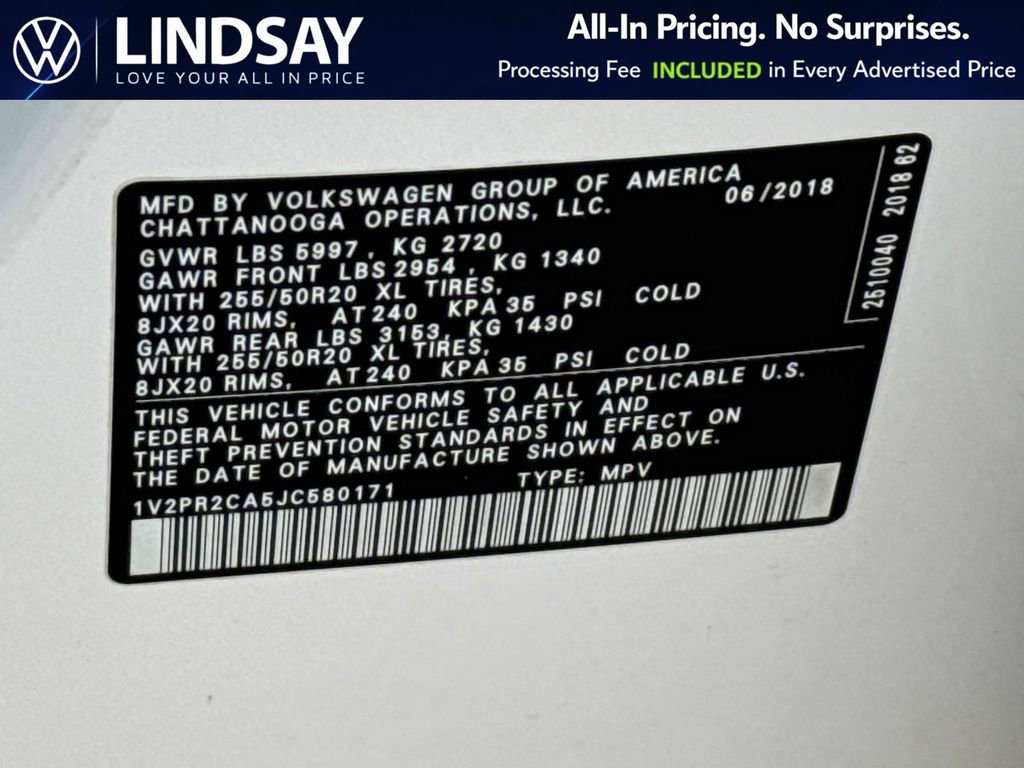 LINDSAY
LOVE YOUR ALL IN PRICE
All-In Pricing. No Surprises.
Processing Fee INCLUDED in Every Advertised Price
MFD BY VOLKSWAGEN GROUP OF AMERICA
CHATTANOOGA OPERATIONS, LLC. 06/2018
GVWR LBS 5997 , KG 2720
GAWR FRONT LBS 2954 , KG 1340
WITH 255/50R20 XL TIRES,
8JX20 RIMS, AT 240 KPA 35 PSI COLD
GAWR REAR LBS 3153, KG 1430
WITH 255/50R20 XL TIRES,
8JX20 RIMS, AT 240 KPA 35 PSI COLD
THIS VEHICLE CONFORMS TO ALL APPLICABLE U.S.
FEDERAL MOTOR VEHICLE SAFETY AND
THEFT PREVENTION STANDARDS IN EFFECT ON
THE DATE OF MANUFACTURE SHOWN ABOVE.
1V2PR2CA5JC580171 TYPE: MPV
2510040 2018 62